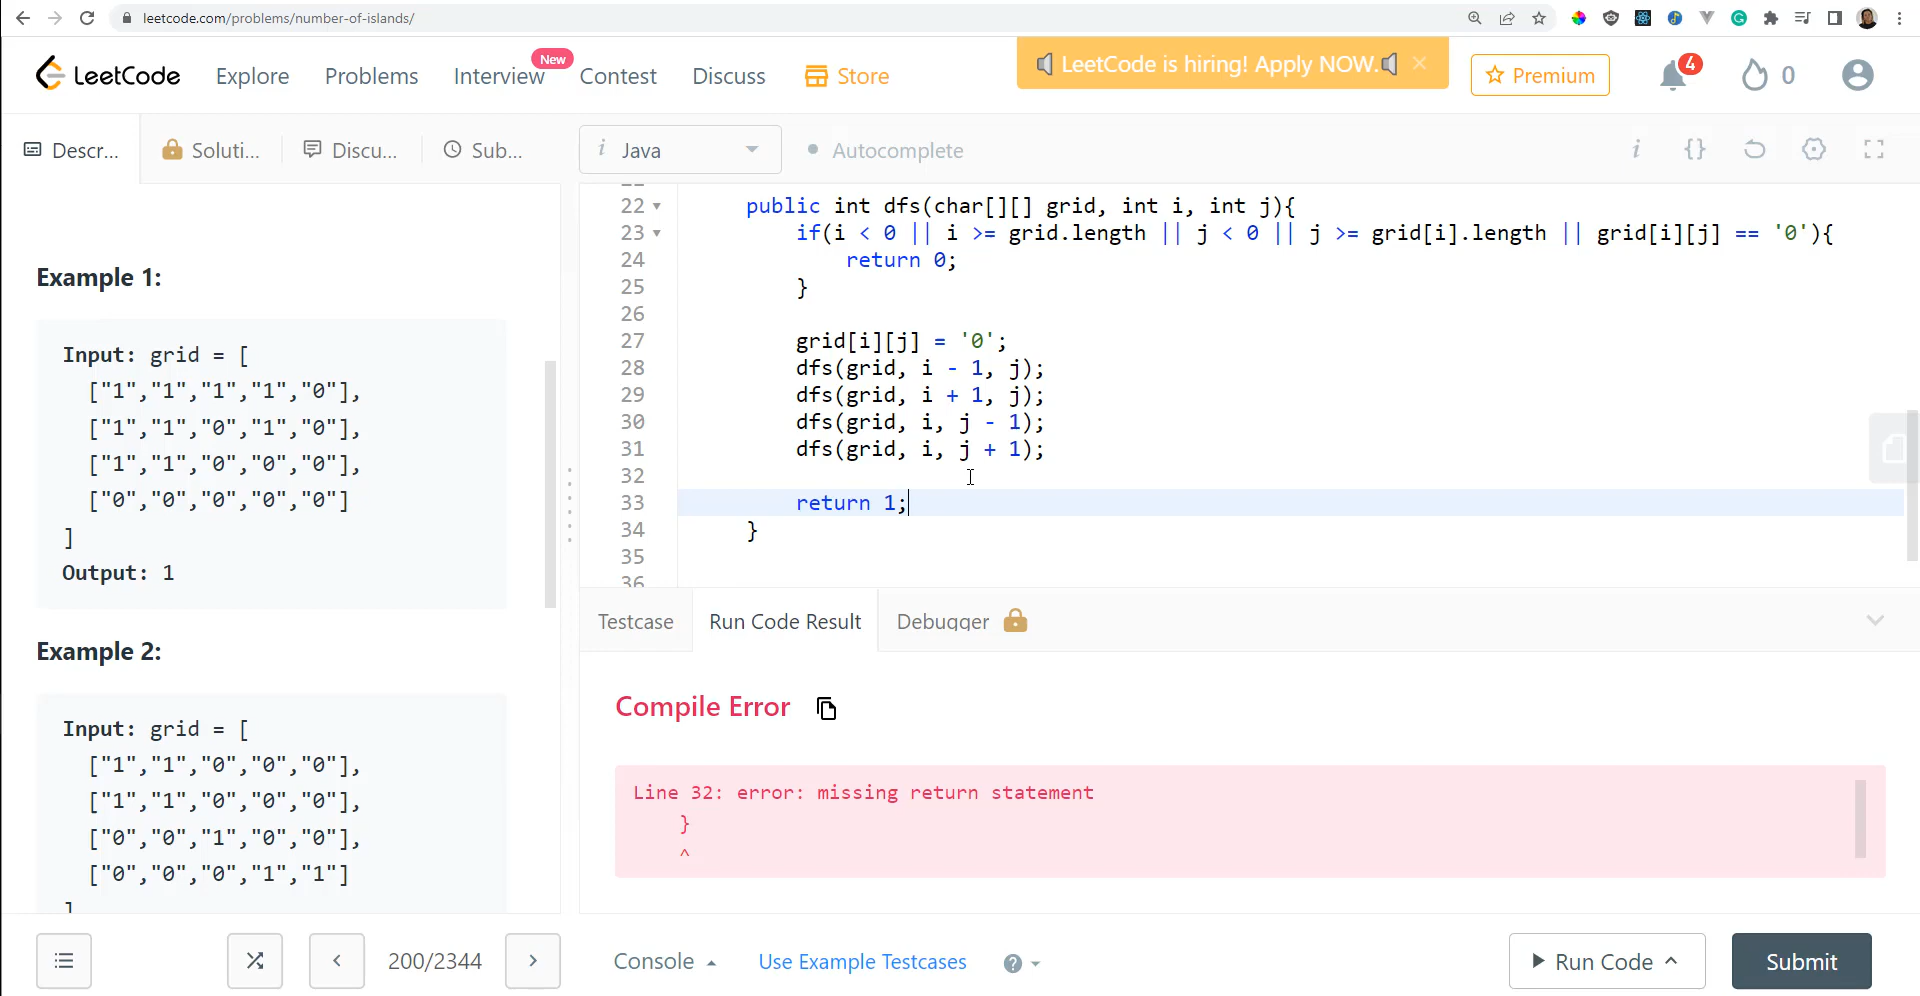 leetcode.com/problems/number-of-islands/
LeetCode
Explore
Problems
Interview
New
Contest
Discuss
Store
LeetCode is hiring! Apply NOW.
Premium
4
0
Descr...
Soluti...
Discu...
Sub...
i Java
Autocomplete
22 public int dfs(char[][] grid, int i, int j){
23 if(i < 0 || i >= grid.length || j < 0 || j >= grid[i].length || grid[i][j] == '0'){
24 return 0;
25 }
26
27 grid[i][j] = '0';
28 dfs(grid, i - 1, j);
29 dfs(grid, i + 1, j);
30 dfs(grid, i, j - 1);
31 dfs(grid, i, j + 1);
32
33 return 1;
34 }
35
36
Example 1:
Input: grid = [
["1","1","1","1","0"],
["1","1","0","1","0"],
["1","1","0","0","0"],
["0","0","0","0","0"]
]
Output: 1
Example 2:
Input: grid = [
["1","1","0","0","0"],
["1","1","0","0","0"],
["0","0","1","0","0"],
["0","0","0","1","1"]
]
Testcase
Run Code Result
Debugger
Compile Error
Line 32: error: missing return statement
}
^
200/2344
Console
Use Example Testcases
Run Code
Submit